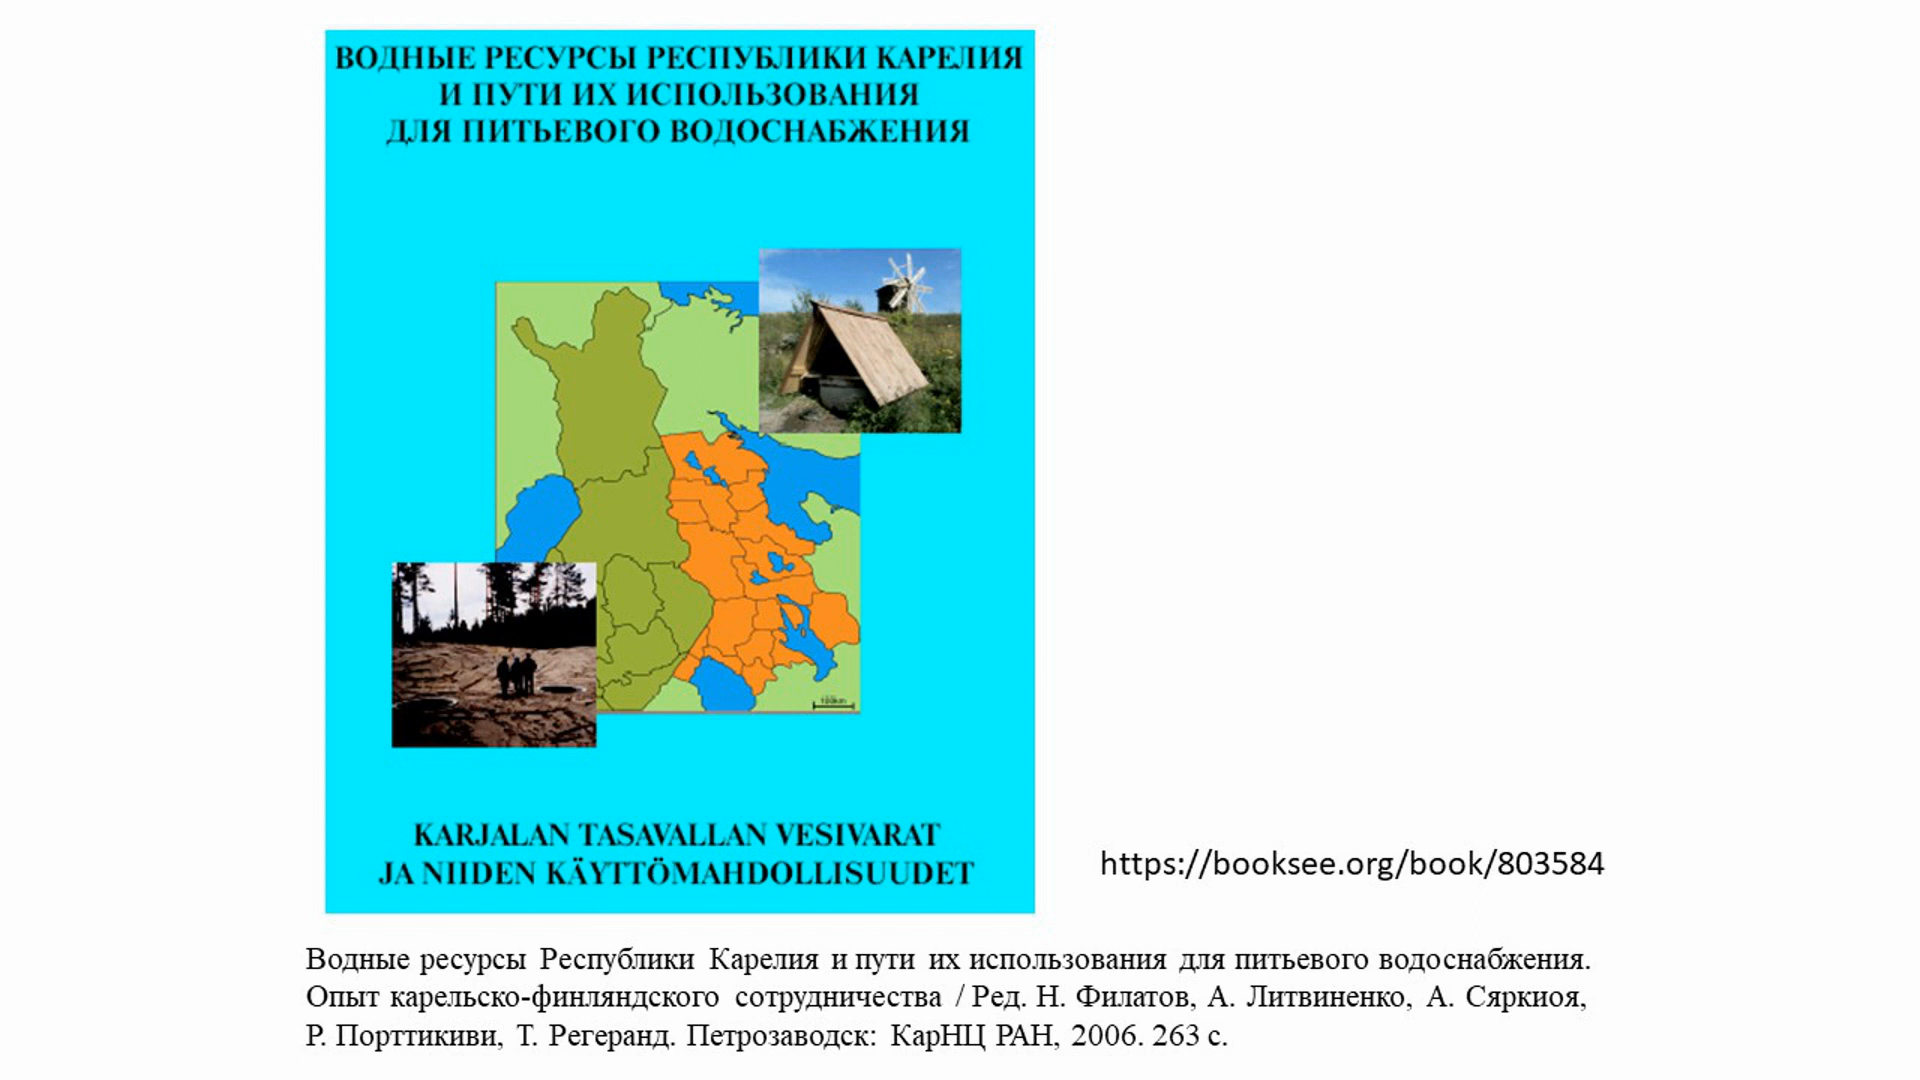 ВОДНЫЕ РЕСУРСЫ РЕСПУБЛИКИ КАРЕЛИЯ
И ПУТИ ИХ ИСПОЛЬЗОВАНИЯ
ДЛЯ ПИТЬЕВОГО ВОДОСНАБЖЕНИЯ
100km
KARJALAN TASAVALLAN VESIVARAT
JA NIIDEN KÄYTTÖMAHDOLLISUUDET
https://booksee.org/book/803584
Водные ресурсы Республики Карелия и пути их использования для питьевого водоснабжения.
Опыт карельско-финляндского сотрудничества / Ред. Н. Филатов, А. Литвиненко, А. Сяркиоя,
Р. Порттикиви, Т. Регеранд. Петрозаводск: КарНЦ РАН, 2006. 263 с.